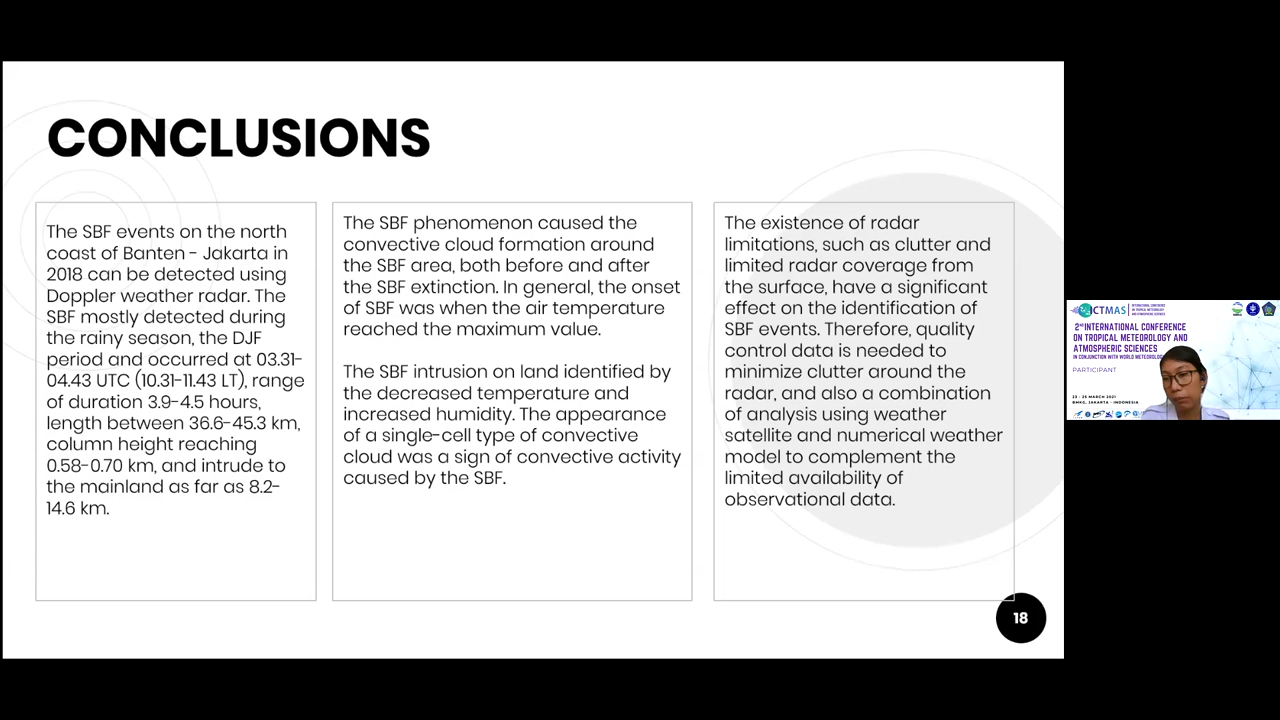 CONCLUSIONS
The SBF events on the north
coast of Banten - Jakarta in
2018 can be detected using
Doppler weather radar. The
SBF mostly detected during
the rainy season, the DJF
period and occurred at 03.31-
04.43 UTC (10.31-11.43 LT), range
of duration 3.9-4.5 hours,
length between 36.6-45.3 km,
column height reaching
0.58-0.70 km, and intrude to
the mainland as far as 8.2-
14.6 km.
The SBF phenomenon caused the
convective cloud formation around
the SBF area, both before and after
the SBF extinction. In general, the onset
of SBF was when the air temperature
reached the maximum value.
The SBF intrusion on land identified by
the decreased temperature and
increased humidity. The appearance
of a single-cell type of convective
cloud was a sign of convective activity
caused by the SBF.
The existence of radar
limitations, such as clutter and
limited radar coverage from
the surface, have a significant
effect on the identification of
SBF events. Therefore, quality
control data is needed to
minimize clutter around the
radar, and also a combination
of analysis using weather
satellite and numerical weather
model to complement the
limited availability of
observational data.
18
ICTMAS
2nd INTERNATIONAL CONFERENCE
ON TROPICAL METEOROLOGY AND
ATMOSPHERIC SCIENCES
IN CONJUNCTION WITH WORLD
PARTICIPANT
23 - 25 MARCH 2021
BMKG, JAKARTA - INDONESIA